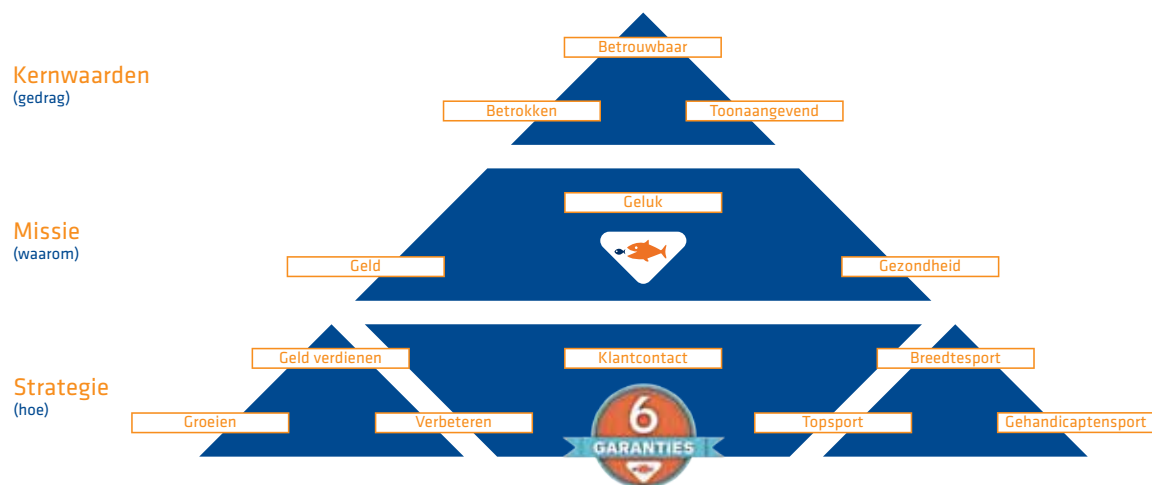 Betrouwbaar
Kernwaarden
(gedrag)
Betrokken
Toonaangevend
Geluk
Missie
(waarom)
Geld
Gezondheid
Geld verdienen
Klantcontact
Breedtesport
Strategie
(hoe)
Groeien
Verbeteren
6
Topsport
Gehandicaptensport
GARANTIES